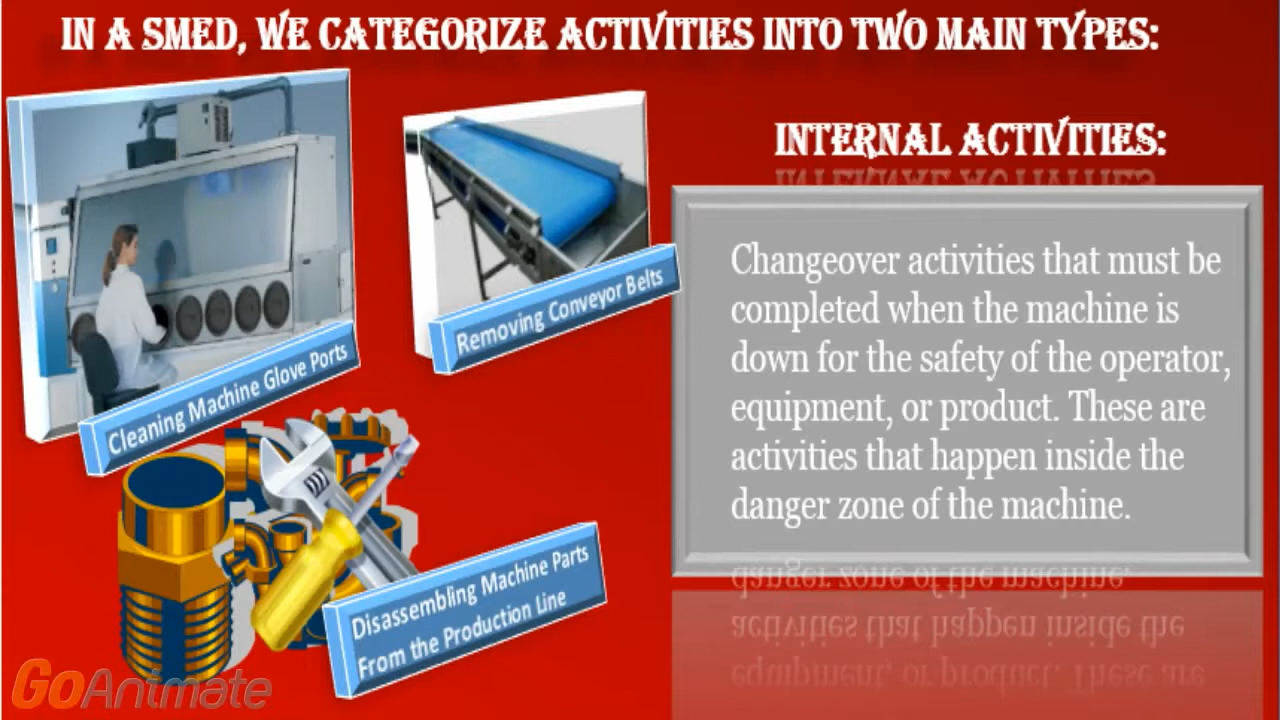 IN A SMED, WE CATEGORIZE ACTIVITIES INTO TWO MAIN TYPES:
INTERNAL ACTIVITIES:
Changeover activities that must be
completed when the machine is
down for the safety of the operator,
equipment, or product. These are
activities that happen inside the
danger zone of the machine.
Cleaning Machine Glove Ports
Removing Conveyor Belts
Disassembling Machine Parts
From the Production Line
GoAnimate